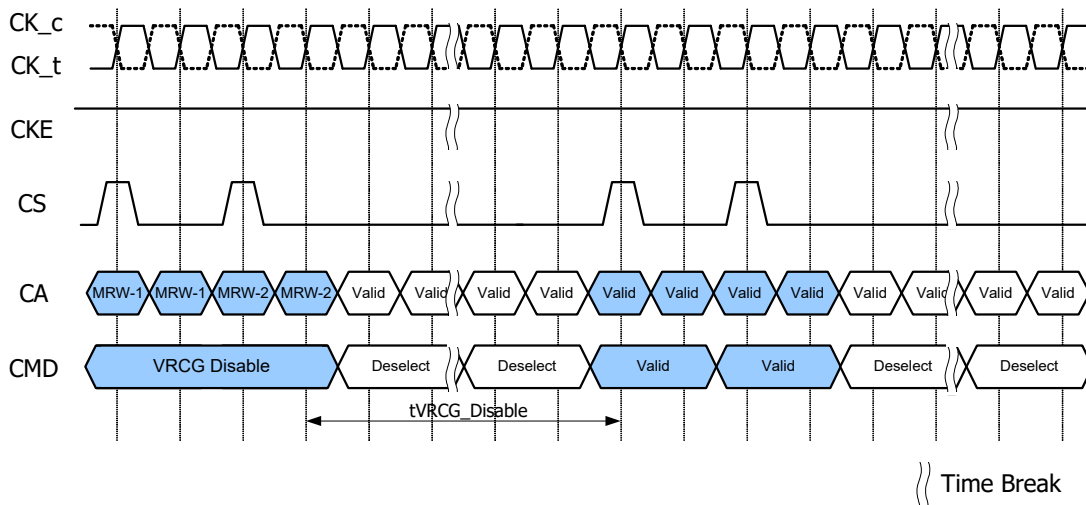 CK_c
CK_t
CKE
CS
CA MRW-1 MRW-1 MRW-2 MRW-2 Valid Valid Valid Valid Valid Valid Valid Valid Valid Valid Valid Valid
CMD VRCG Disable Deselect Deselect Valid Valid Deselect Deselect
tVRCG_Disable
Time Break